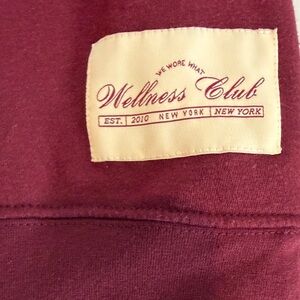 WE WORE WHAT
Wellness Club
EST. 2010 NEW YORK NEW YORK